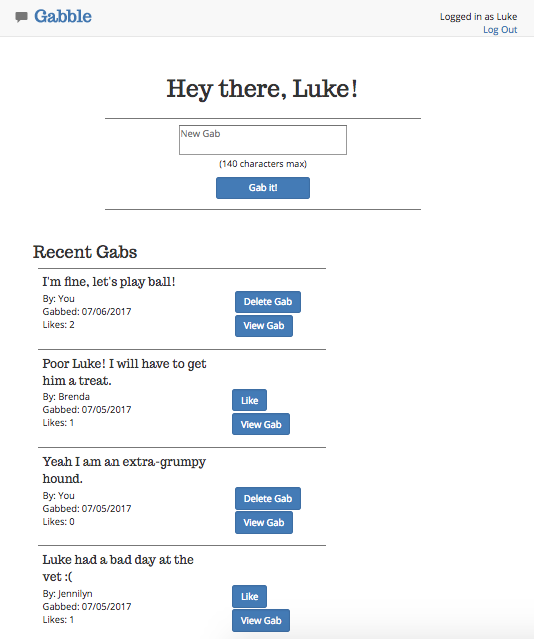 Gabble
Logged in as Luke
Log Out
Hey there, Luke!
New Gab
(140 characters max)
Gab it!
Recent Gabs
I'm fine, let's play ball!
By: You
Gabbed: 07/06/2017
Likes: 2
Delete Gab
View Gab
Poor Luke! I will have to get
him a treat.
By: Brenda
Gabbed: 07/05/2017
Likes: 1
Like
View Gab
Yeah I am an extra-grumpy
hound.
By: You
Gabbed: 07/05/2017
Likes: 0
Delete Gab
View Gab
Luke had a bad day at the
vet :(
By: Jennilyn
Gabbed: 07/05/2017
Likes: 1
Like
View Gab